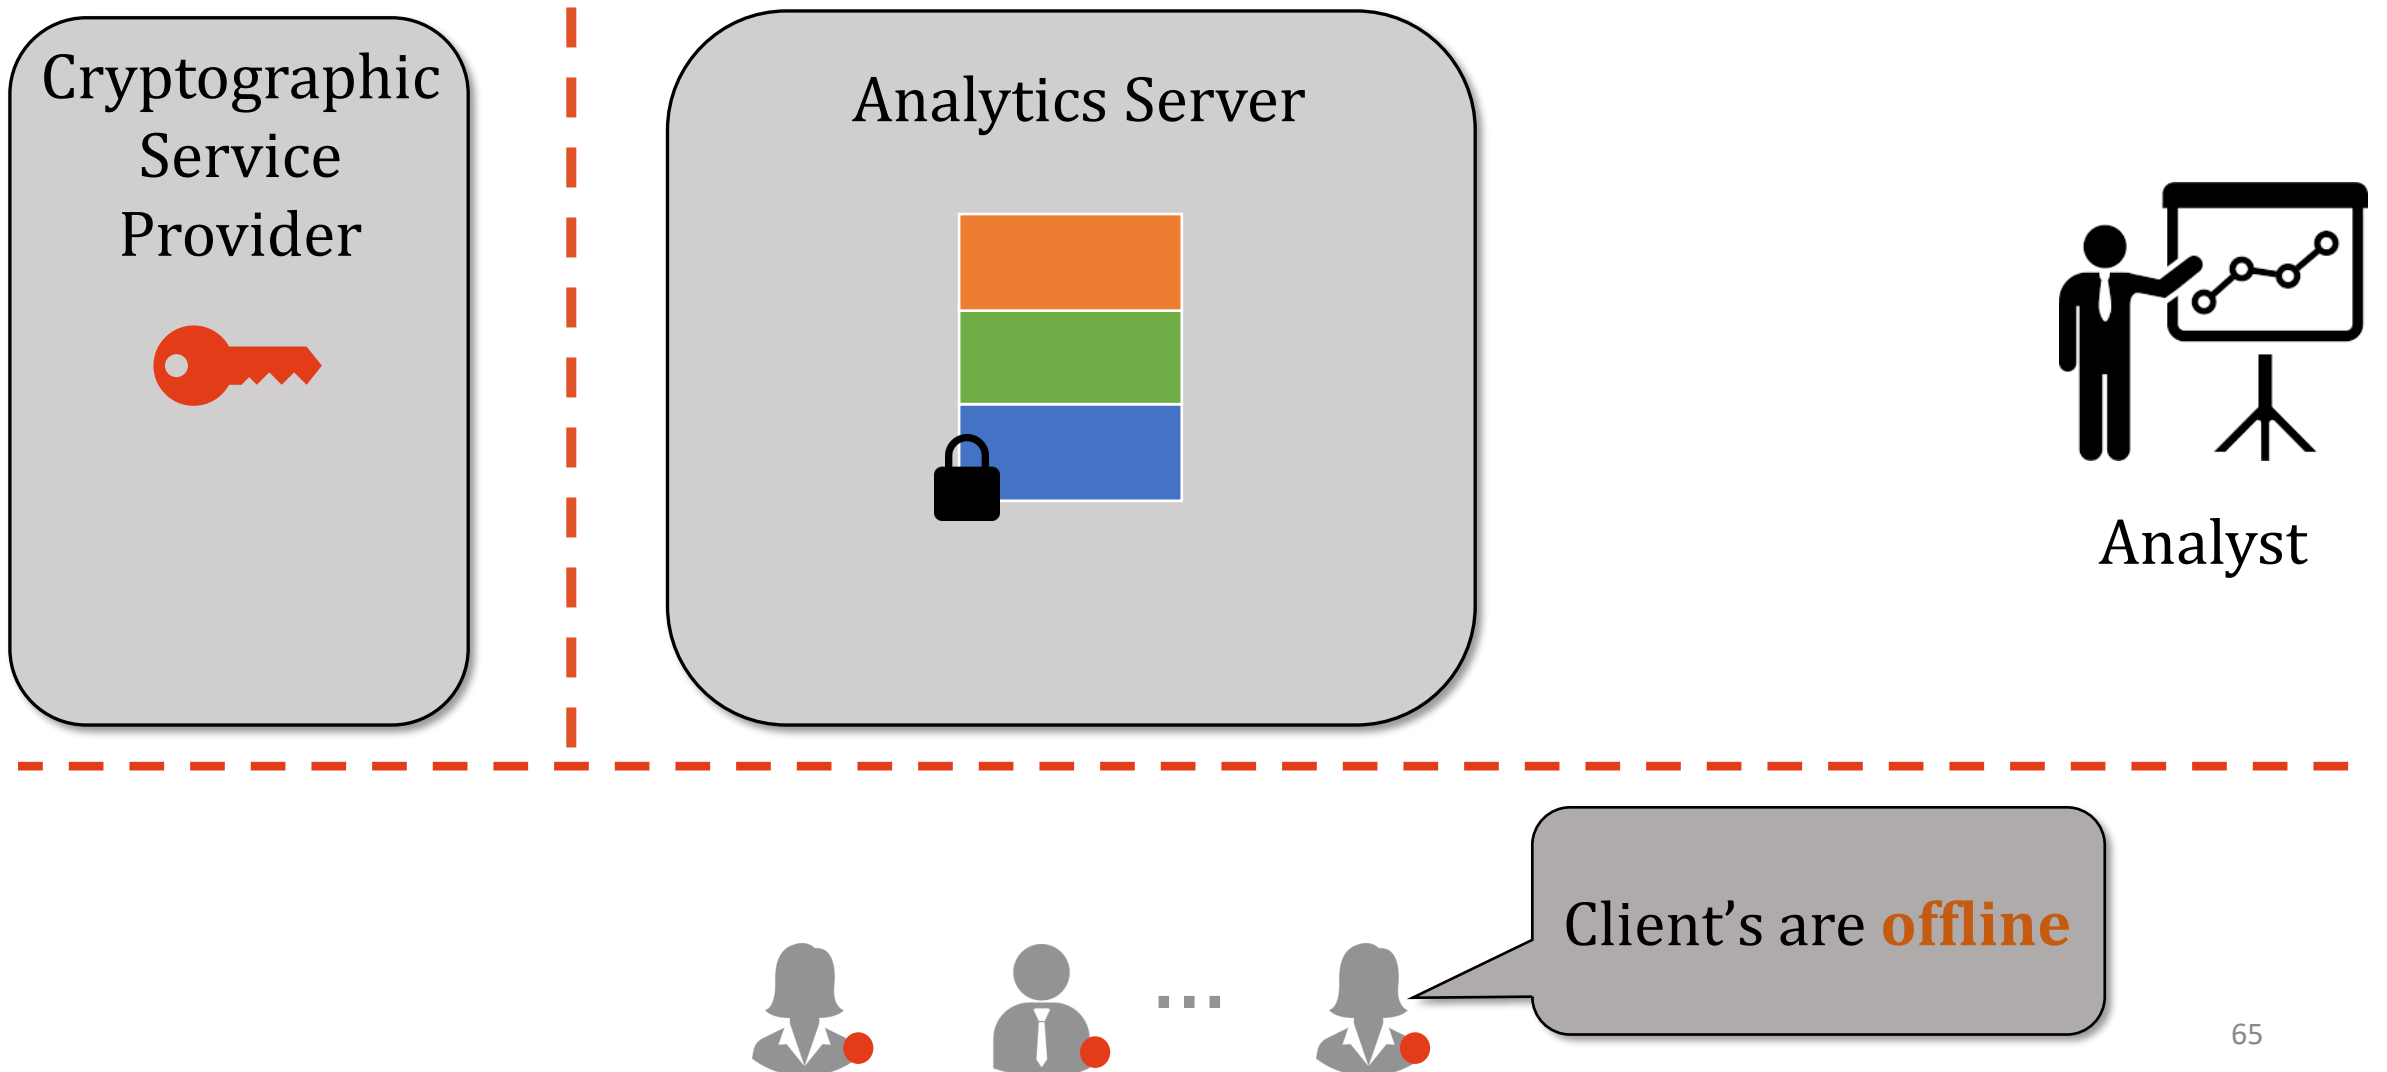 Cryptographic
Service
Provider
Analytics Server
Analyst
Client’s are offline
...
65